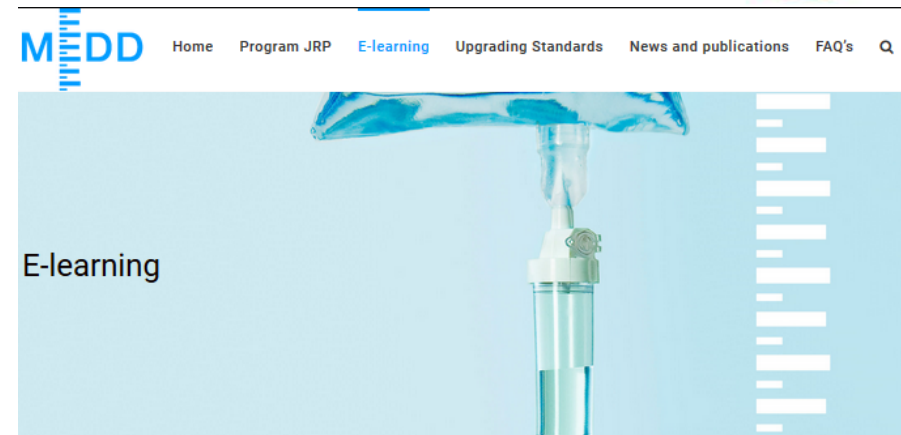 MEDD
Home Program JRP E-learning Upgrading Standards News and publications FAQ's
E-learning